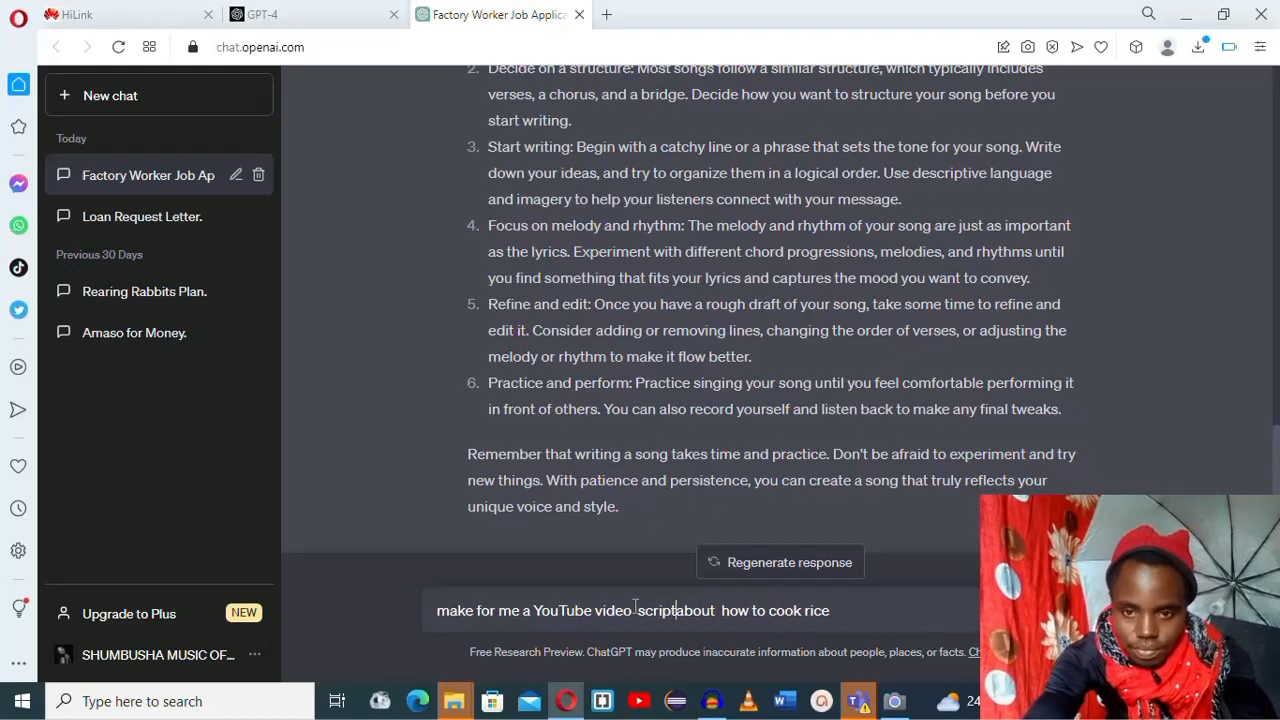 HiLink
GPT-4
Factory Worker Job Applica
chat.openai.com
New chat
Today
Factory Worker Job Ap
Loan Request Letter.
Previous 30 Days
Rearing Rabbits Plan.
Amaso for Money.
Upgrade to Plus
NEW
SHUMBUSHA MUSIC OF...
2. Decide on a structure: Most songs follow a similar structure, which typically includes
verses, a chorus, and a bridge. Decide how you want to structure your song before you
start writing.
3. Start writing: Begin with a catchy line or a phrase that sets the tone for your song. Write
down your ideas, and try to organize them in a logical order. Use descriptive language
and imagery to help your listeners connect with your message.
4. Focus on melody and rhythm: The melody and rhythm of your song are just as important
as the lyrics. Experiment with different chord progressions, melodies, and rhythms until
you find something that fits your lyrics and captures the mood you want to convey.
5. Refine and edit: Once you have a rough draft of your song, take some time to refine and
edit it. Consider adding or removing lines, changing the order of verses, or adjusting the
melody or rhythm to make it flow better.
6. Practice and perform: Practice singing your song until you feel comfortable performing it
in front of others. You can also record yourself and listen back to make any final tweaks.
Remember that writing a song takes time and practice. Don't be afraid to experiment and try
new things. With patience and persistence, you can create a song that truly reflects your
unique voice and style.
Regenerate response
make for me a YouTube video scriptabout how to cook rice
Free Research Preview. ChatGPT may produce inaccurate information about people, places, or facts. Ch
Type here to search
24